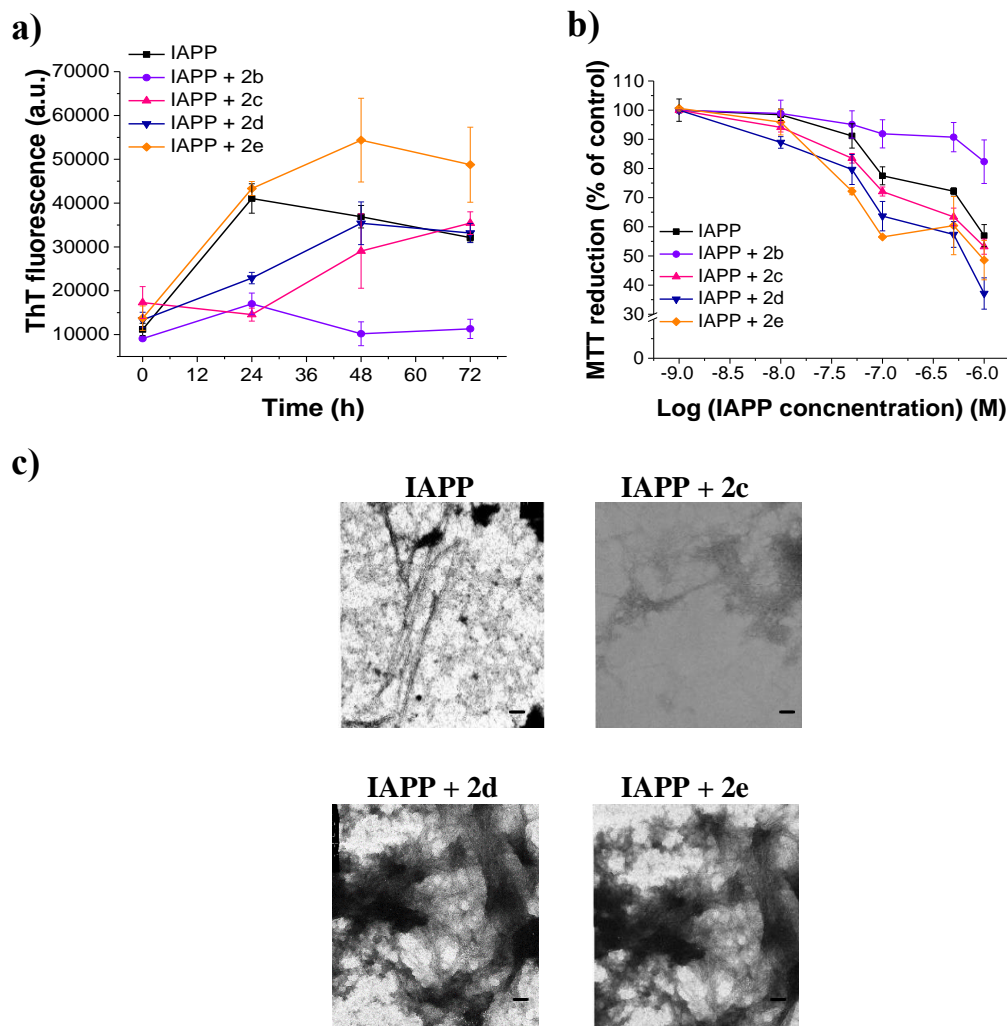 a)
IAPP
IAPP + 2b
IAPP + 2c
IAPP + 2d
IAPP + 2e
70000
60000
50000
40000
30000
20000
10000
ThT fluorescence (a.u.)
0 12 24 36 48 60 72
Time (h)
b)
110
100
90
80
70
60
50
40
30
0
MTT reduction (% of control)
IAPP
IAPP + 2b
IAPP + 2c
IAPP + 2d
IAPP + 2e
-9.0 -8.5 -8.0 -7.5 -7.0 -6.5 -6.0
Log (IAPP concnentration) (M)
c)
IAPP
IAPP + 2c
IAPP + 2d
IAPP + 2e